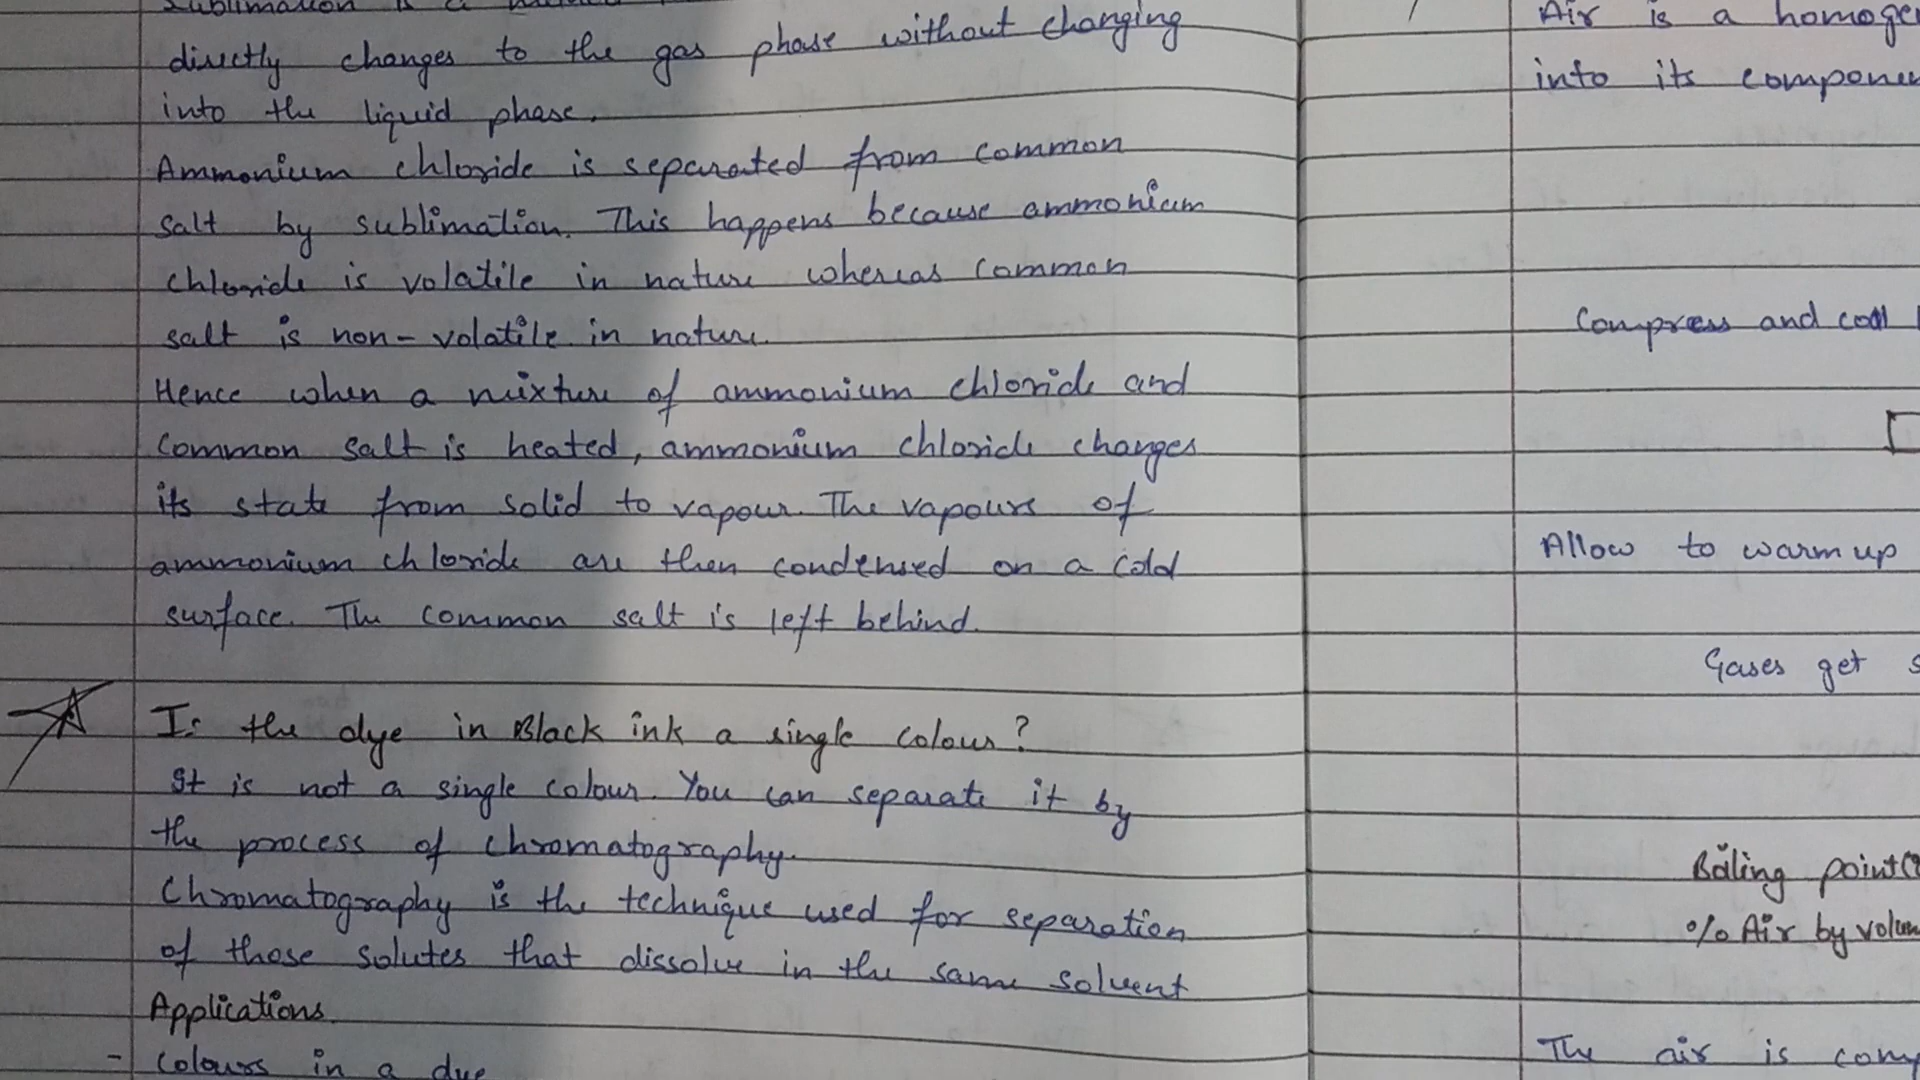 Sublimation is a
directly changes to the gas phase without changing
into the liquid phase.
Ammonium chloride is separated from common
salt by sublimation. This happens because ammonium
chloride is volatile in nature whereas common
salt is non-volatile in nature.
Hence when a mixture of ammonium chloride and
common salt is heated, ammonium chloride changes
its state from solid to vapour. The vapours of
ammonium chloride are then condensed on a cold
surface. The common salt is left behind.
Is the dye in Black ink a single colour?
It is not a single colour. You can separate it by
the process of chromatography.
Chromatography is the technique used for separation
of those solutes that dissolve in the same solvent
Applications
- Colours in a dye
Air is a
into its
Compress and cool
Allow to warm up
Gases get
Boiling point
% Air by
The air is